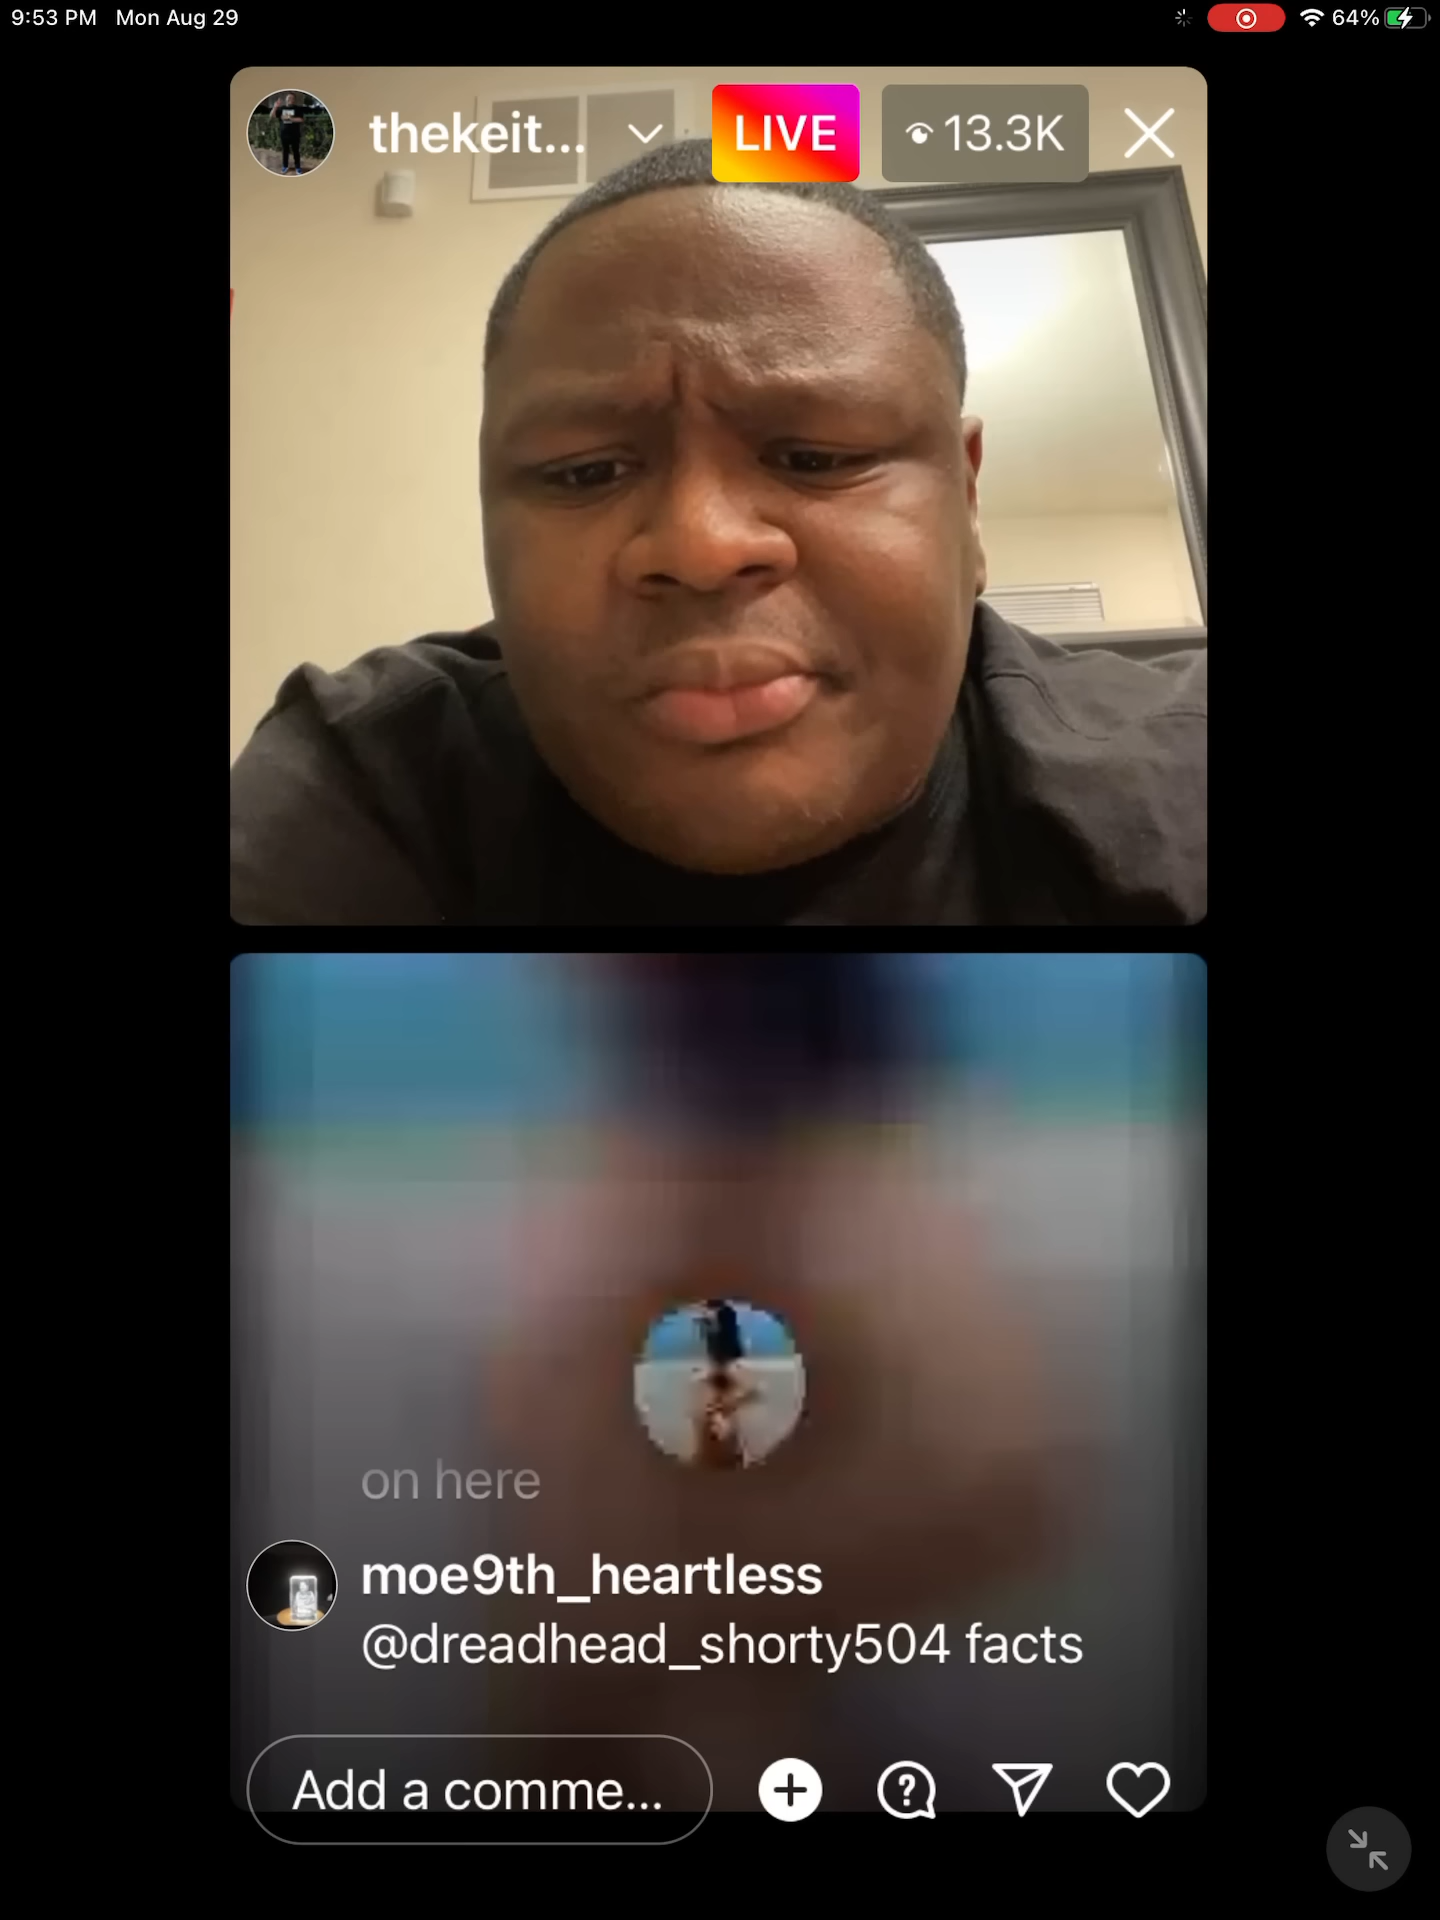 9:53 PM Mon Aug 29
64%
thekeit... LIVE 13.3K
on here
moe9th_heartless
@dreadhead_shorty504 facts
Add a comme...